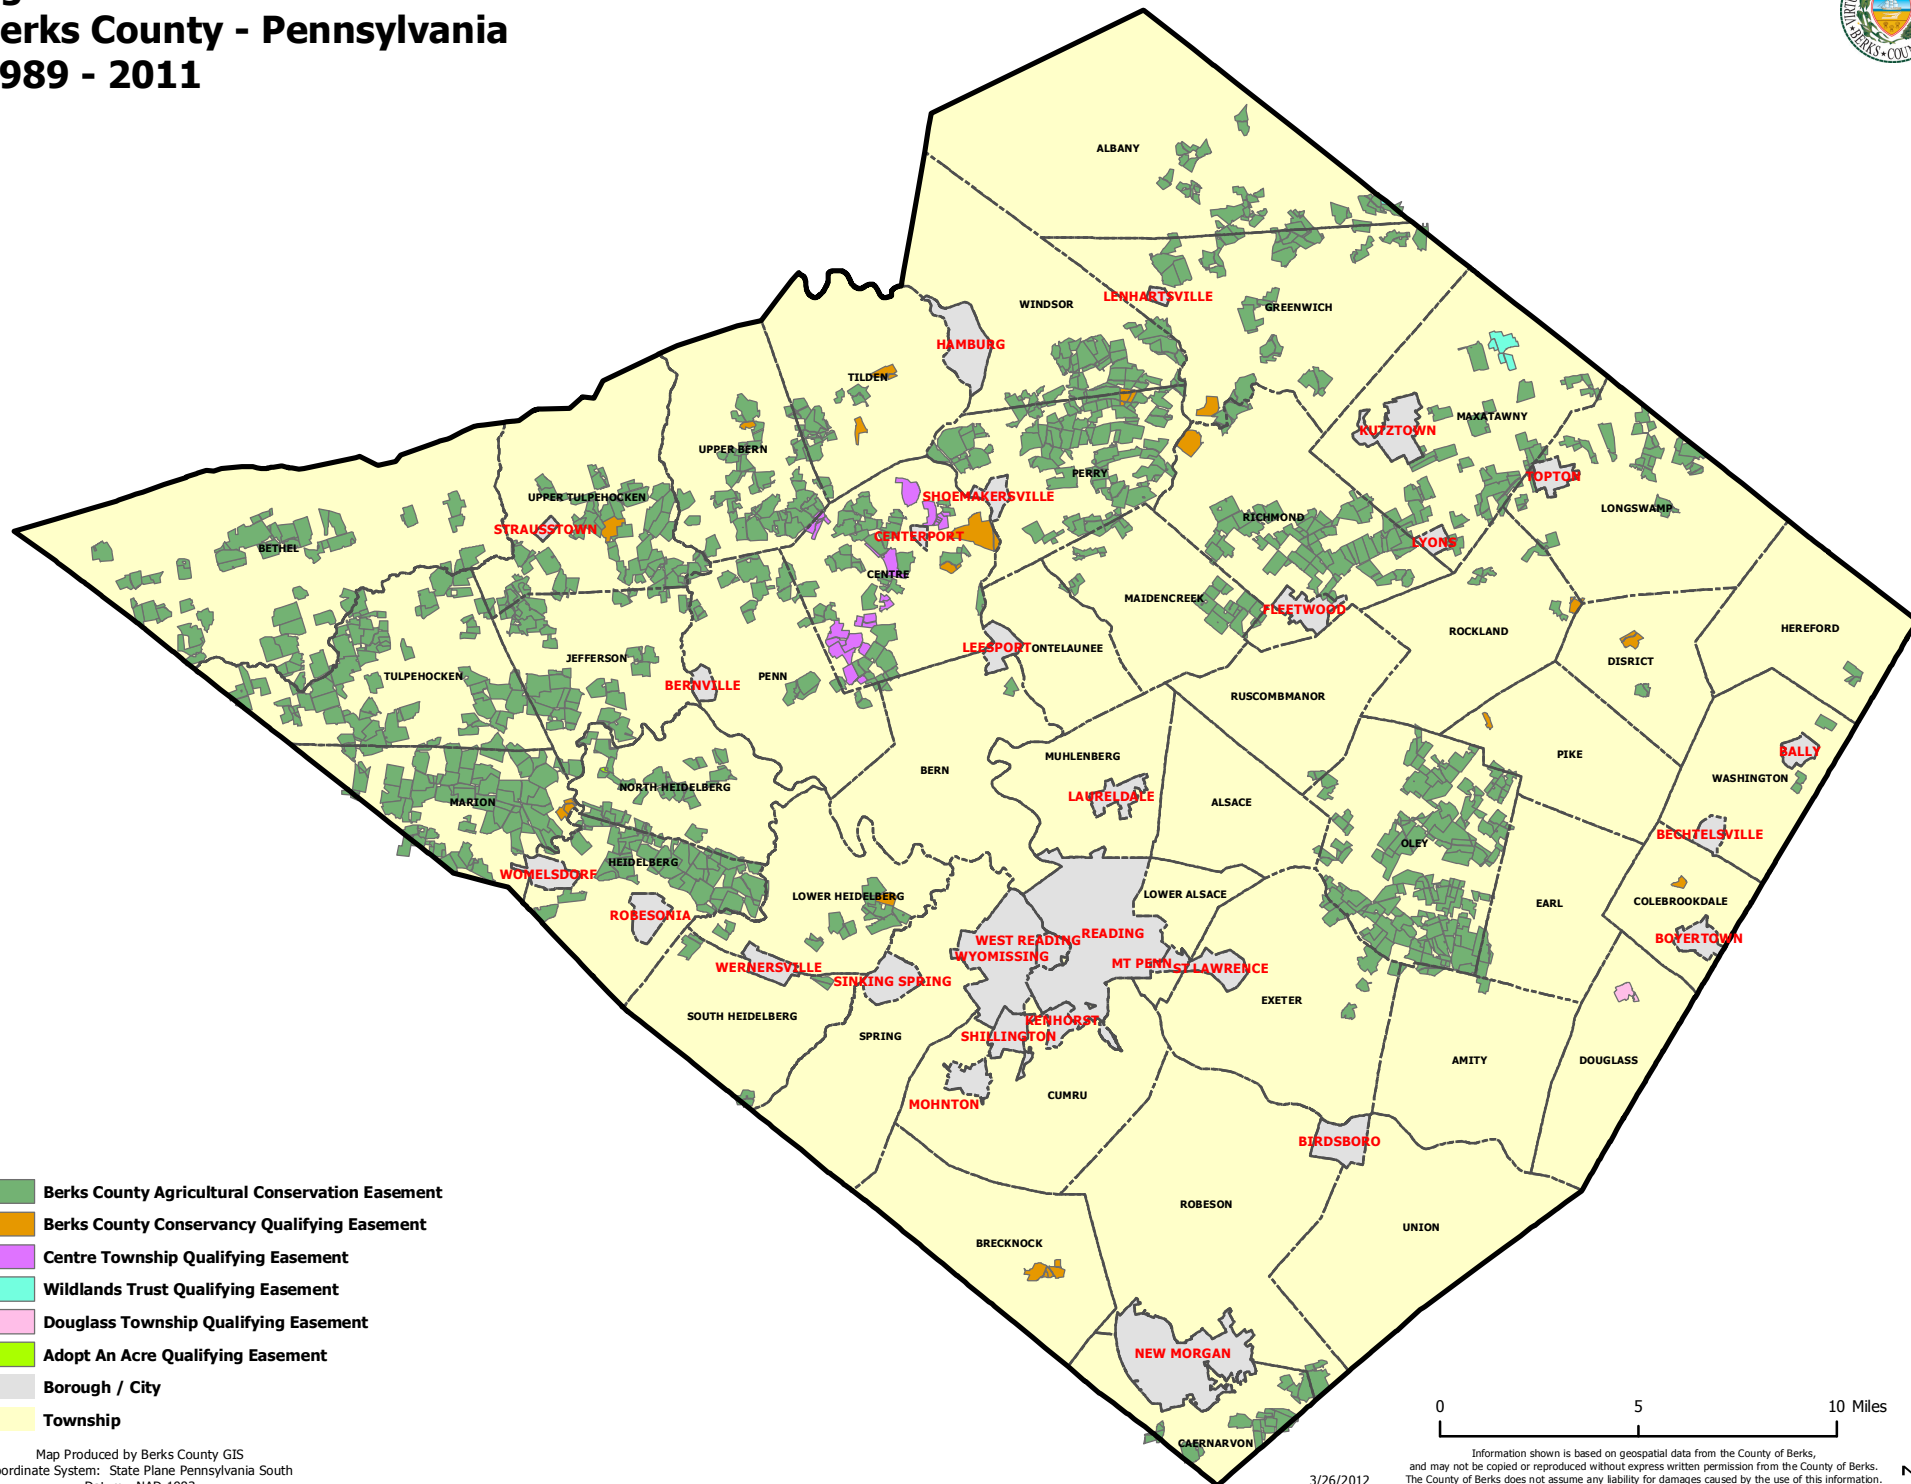 erks County - Pennsylvania
989 - 2011
VIRT
BERKS COU
ALBANY
WINDSOR
LENHARTSVILLE
GREENWICH
HAMBURG
TILDEN
MAXATAWNY
KUTZTOWN
UPPER BERN
PERRY
TOPTON
UPPER TULPEHOCKEN
SHOEMAKERSVILLE
LONGSWAMP
STRAUSSTOWN
CENTERPORT
RICHMOND
LYONS
BETHEL
CENTRE
MAIDENCREEK
FLEETWOOD
ROCKLAND
HEREFORD
LEESPORT
ONTELAUNEE
DISRICT
JEFFERSON
TULPEHOCKEN
BERNVILLE
PENN
RUSCOMBMANOR
BERN
MUHLENBERG
PIKE
BALLY
WASHINGTON
NORTH HEIDELBERG
MARION
LAURELDALE
ALSACE
BECHTELSVILLE
OLEY
HEIDELBERG
WOMELSDORF
LOWER HEIDELBERG
LOWER ALSACE
EARL
COLEBROOKDALE
ROBESONIA
READING
WEST READING
WYOMISSING
BOYERTOWN
MT PENN
ST LAWRENCE
WERNERSVILLE
SINKING SPRING
EXETER
SOUTH HEIDELBERG
KENHORST
SHILLINGTON
SPRING
AMITY
DOUGLASS
CUMRU
MOHNTON
BIRDSBORO
ROBESON
UNION
BRECKNOCK
NEW MORGAN
CAERNARVON
Berks County Agricultural Conservation Easement
Berks County Conservancy Qualifying Easement
Centre Township Qualifying Easement
Wildlands Trust Qualifying Easement
Douglass Township Qualifying Easement
Adopt An Acre Qualifying Easement
Borough / City
Township
Map Produced by Berks County GIS
ordinate System: State Plane Pennsylvania South
0 5 10 Miles
Information shown is based on geospatial data from the County of Berks,
and may not be copied or reproduced without express written permission from the County of Berks.
3/26/2012 The County of Berks does not assume any liability for damages caused by the use of this information.